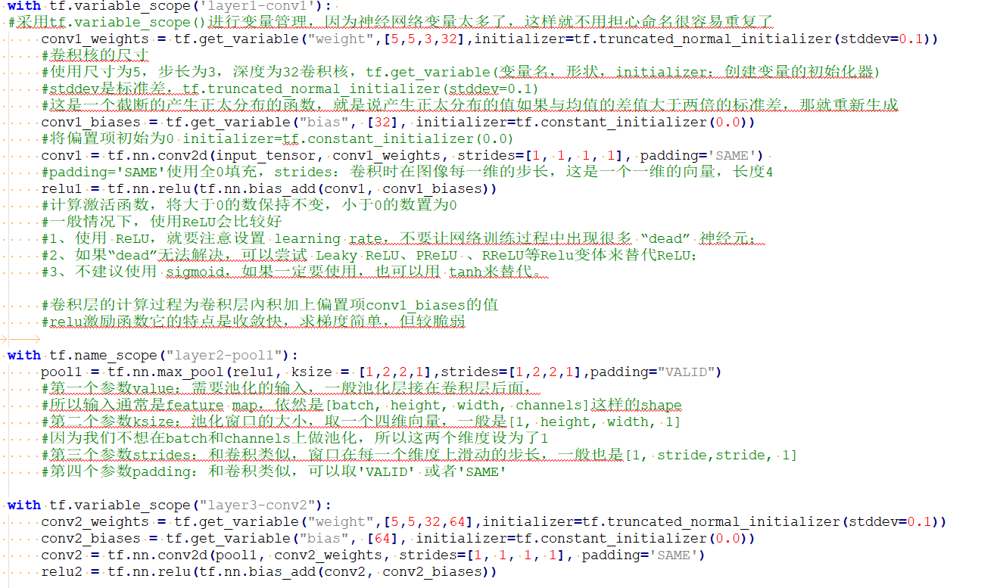 with tf.variable_scope('layer1-conv1'):
#采用tf.variable_scope()进行变量管理，因为神经网络变量太多了，这样就不用担心命名很容易重复了
    conv1_weights = tf.get_variable("weight",[5,5,3,32],initializer=tf.truncated_normal_initializer(stddev=0.1))
    #卷积核的尺寸
    #使用尺寸为5，步长为3，深度为32卷积核，tf.get_variable(变量名，形状，initializer：创建变量的初始化器)
    #stddev是标准差，tf.truncated_normal_initializer(stddev=0.1)
    #这是一个截断的产生正太分布的函数，就是说产生正太分布的值如果与均值的差值大于两倍的标准差，那就重新生成
    conv1_biases = tf.get_variable("bias", [32], initializer=tf.constant_initializer(0.0))
    #将偏置项初始为0 initializer=tf.constant_initializer(0.0)
    conv1 = tf.nn.conv2d(input_tensor, conv1_weights, strides=[1, 1, 1, 1], padding='SAME')
    #padding='SAME'使用全0填充，strides：卷积时在图像每一维的步长，这是一个一维的向量，长度4
    relu1 = tf.nn.relu(tf.nn.bias_add(conv1, conv1_biases))
    #计算激活函数，将大于0的数保持不变，小于0的数置为0
    #一般情况下，使用ReLU会比较好
    #1、使用 ReLU，就要注意设置 learning rate，不要让网络训练过程中出现很多 “dead” 神经元；
    #2、如果“dead”无法解决，可以尝试 Leaky ReLU、PReLU 、RReLU等Relu变体来替代ReLU；
    #3、不建议使用 sigmoid，如果一定要使用，也可以用 tanh来替代。
    #卷积层的计算过程为卷积层内积加上偏置项conv1_biases的值
    #relu激励函数它的特点是收敛快，求梯度简单，但较脆弱
with tf.name_scope("layer2-pool1"):
    pool1 = tf.nn.max_pool(relu1, ksize = [1,2,2,1],strides=[1,2,2,1],padding="VALID")
    #第一个参数value：需要池化的输入，一般池化层接在卷积层后面，
    #所以输入通常是feature map，依然是[batch, height, width, channels]这样的shape
    #第二个参数ksize：池化窗口的大小，取一个四维向量，一般是[1, height, width, 1]
    #因为我们不想在batch和channels上做池化，所以这两个维度设为了1
    #第三个参数strides：和卷积类似，窗口在每一个维度上滑动的步长，一般也是[1, stride,stride, 1]
    #第四个参数padding：和卷积类似，可以取'VALID' 或者'SAME'
with tf.variable_scope("layer3-conv2"):
    conv2_weights = tf.get_variable("weight",[5,5,32,64],initializer=tf.truncated_normal_initializer(stddev=0.1))
    conv2_biases = tf.get_variable("bias", [64], initializer=tf.constant_initializer(0.0))
    conv2 = tf.nn.conv2d(pool1, conv2_weights, strides=[1, 1, 1, 1], padding='SAME')
    relu2 = tf.nn.relu(tf.nn.bias_add(conv2, conv2_biases))